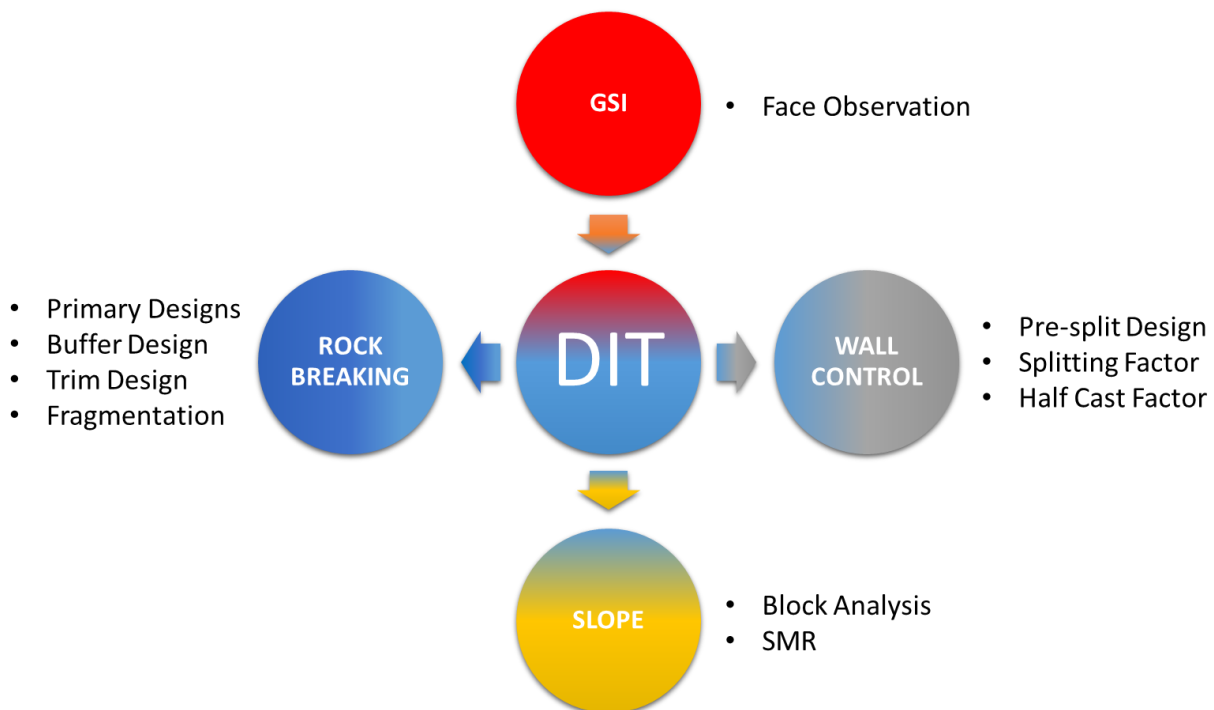 GSI
• Face Observation
• Primary Designs
• Buffer Design
• Trim Design
• Fragmentation
ROCK
BREAKING
DIT
WALL
CONTROL
• Pre-split Design
• Splitting Factor
• Half Cast Factor
SLOPE
• Block Analysis
• SMR